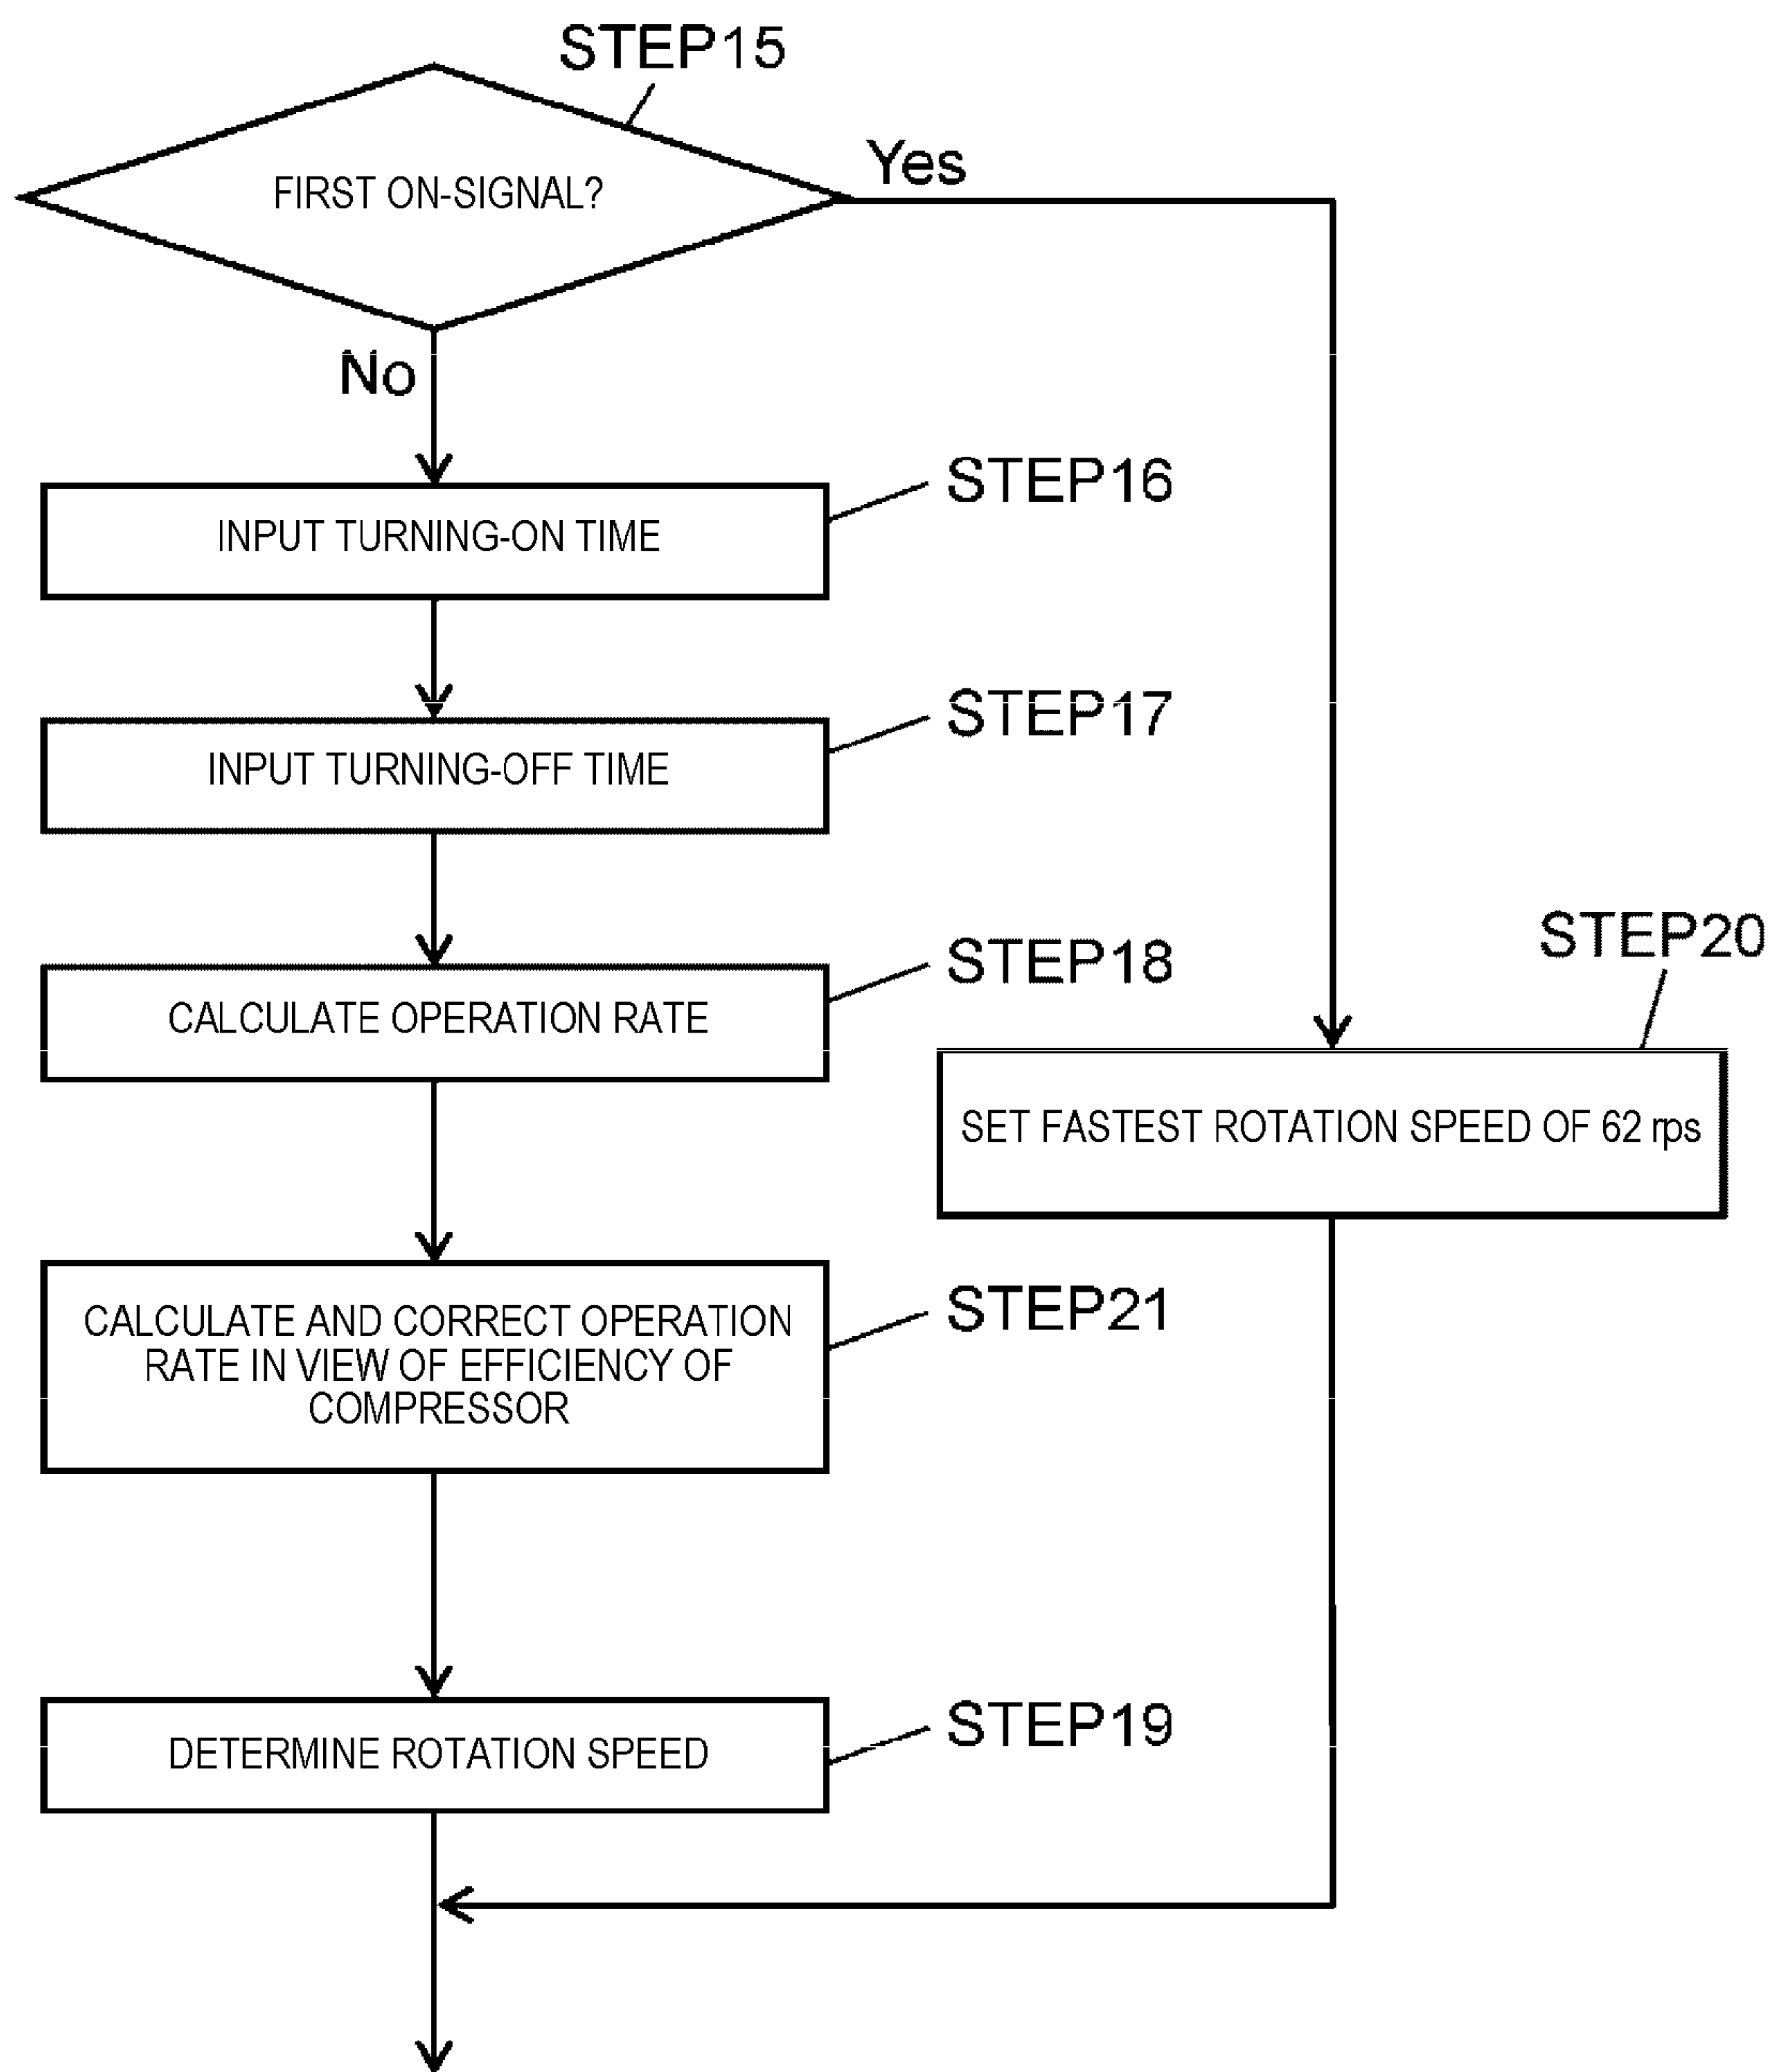 STEP15
FIRST ON-SIGNAL?
Yes
No
STEP16
INPUT TURNING-ON TIME
STEP17
INPUT TURNING-OFF TIME
STEP18
CALCULATE OPERATION RATE
STEP20
SET FASTEST ROTATION SPEED OF 62 rps
STEP21
CALCULATE AND CORRECT OPERATION
RATE IN VIEW OF EFFICIENCY OF
COMPRESSOR
STEP19
DETERMINE ROTATION SPEED